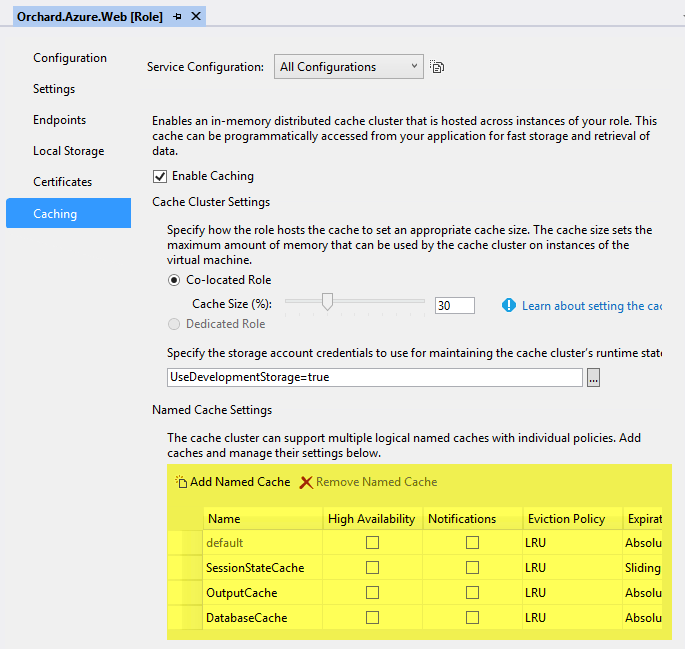 Orchard.Azure.Web [Role]
Configuration
Settings
Endpoints
Local Storage
Certificates
Caching
Service Configuration: All Configurations
Enables an in-memory distributed cache cluster that is hosted across instances of your role. This
cache can be programmatically accessed from your application for fast storage and retrieval of
data.
Enable Caching
Cache Cluster Settings
Specify how the role hosts the cache to set an appropriate cache size. The cache size sets the
maximum amount of memory that can be used by the cache cluster on instances of the
virtual machine.
Co-located Role
Cache Size (%): 30 Learn about setting the cac
Dedicated Role
Specify the storage account credentials to use for maintaining the cache cluster's runtime state
UseDevelopmentStorage=true ...
Named Cache Settings
The cache cluster can support multiple logical named caches with individual policies. Add
caches and manage their settings below.
Add Named Cache Remove Named Cache
Name High Availability Notifications Eviction Policy Expirat
default LRU Absolu
SessionStateCache LRU Sliding
OutputCache LRU Absolu
DatabaseCache LRU Absolu